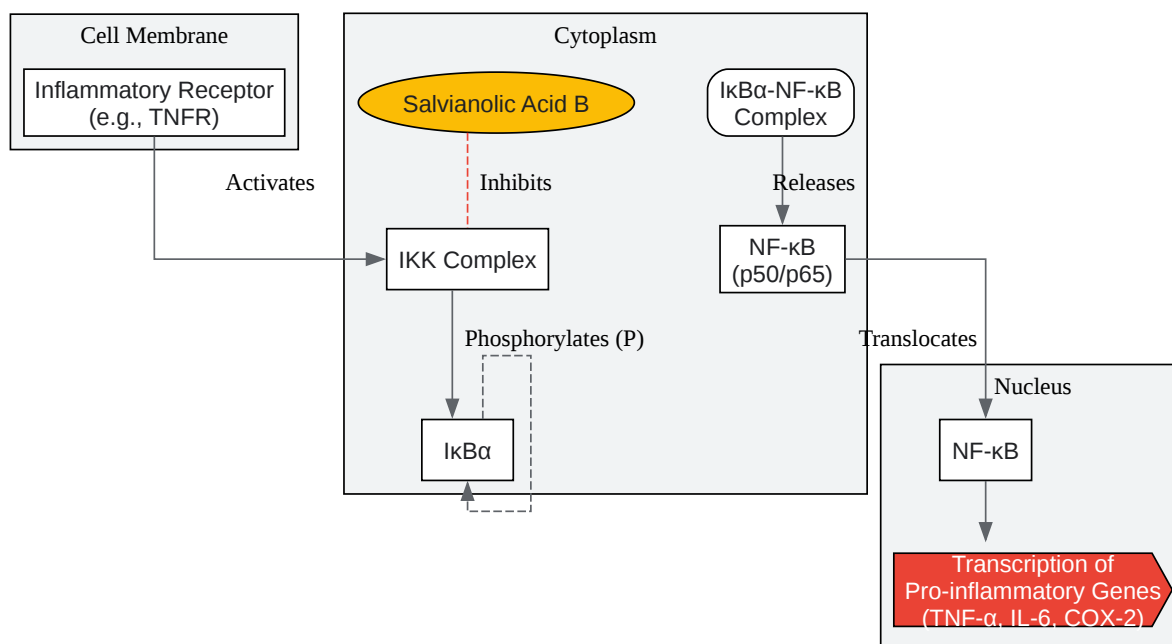 Cell Membrane
Inflammatory Receptor
(e.g., TNFR)
Activates
Cytoplasm
Salvianolic Acid B
Inhibits
IKK Complex
Phosphorylates (P)
IκBα
IκBα-NF-κB
Complex
Releases
NF-κB
(p50/p65)
Translocates
Nucleus
NF-κB
Transcription of
Pro-inflammatory Genes
(TNF-α, IL-6, COX-2)